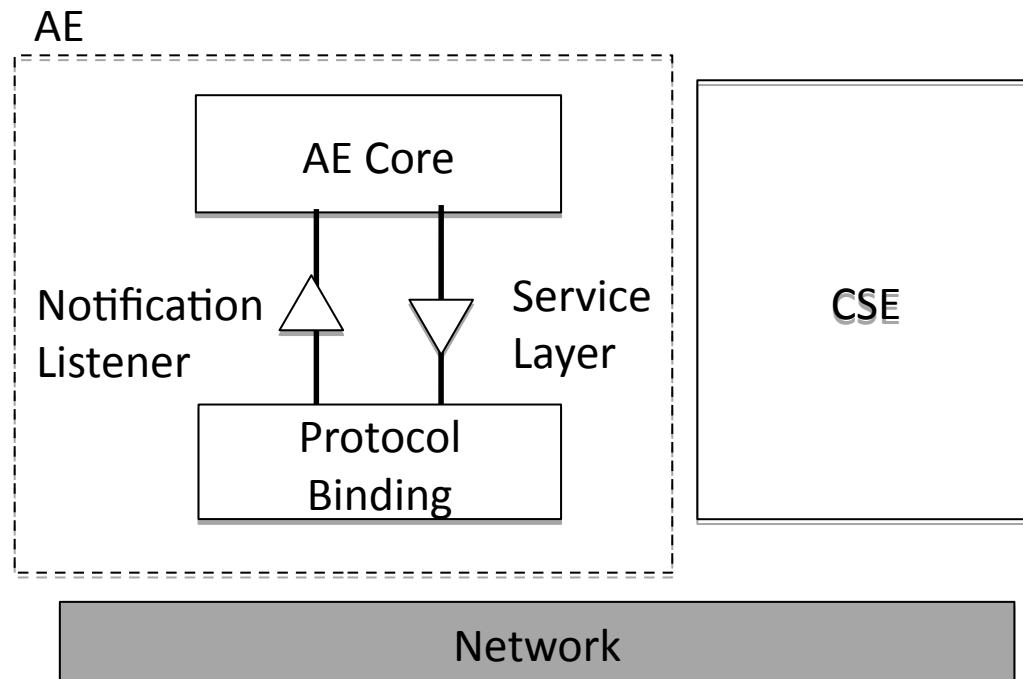 AE
AE Core
Notification
Listener
Service
Layer
CSE
Protocol
Binding
Network